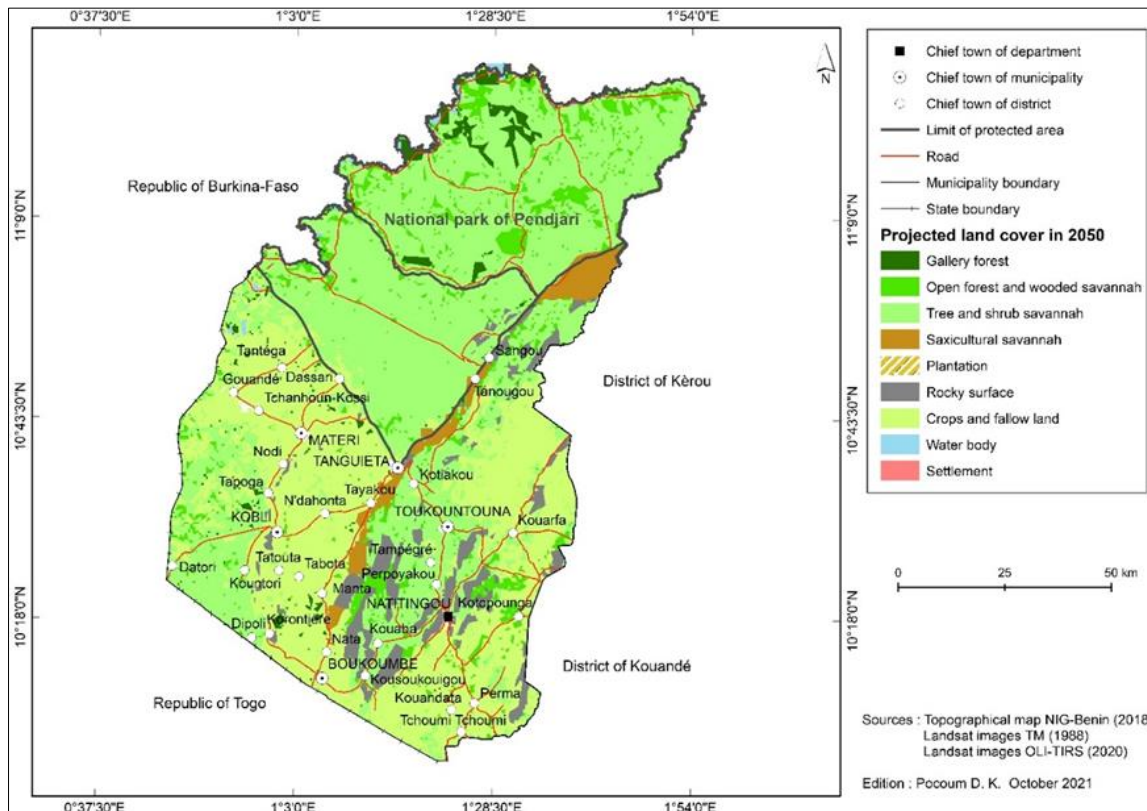 0°37'30"E 1°3'0"E 1°28'30"E 1°54'0"E
N
Republic of Burkina-Faso
11°9'0"N
National park of Pendjari
11°9'0"N
Sangou
Tantéga
Gouandé
Dassari
Tanougou
District of Kèrou
Tchanhoun-Kossi
10°43'30"N
10°43'30"N
MATERI
Nodi
TANGUIETA
Kotiakou
Tapoga
N'dahonta
Tayakou
TOUKOUNTOUNA
KOBLI
Kouarfa
Tampégré
Datori
Tatouta
Tabota
Perpoyakou
Kountori
Manta
NATITINGOU
Kotopounga
10°18'0"N
10°18'0"N
Dipoli
Korontière
Kouaba
Nata
BOUKOUMBE
District of Kouandé
Kousoukouigou
Republic of Togo
Kouandata
Perma
Tchoumi Tchoumi
0°37'30"E 1°3'0"E 1°28'30"E 1°54'0"E
Chief town of department
Chief town of municipality
Chief town of district
Limit of protected area
Road
Municipality boundary
State boundary
Projected land cover in 2050
Gallery forest
Open forest and wooded savannah
Tree and shrub savannah
Saxicultural savannah
Plantation
Rocky surface
Crops and fallow land
Water body
Settlement
0 25 50 km
Sources : Topographical map NIG-Benin (2018
Landsat images TM (1988)
Landsat images OLI-TIRS (2020)
Edition : Pocoum D. K. October 2021